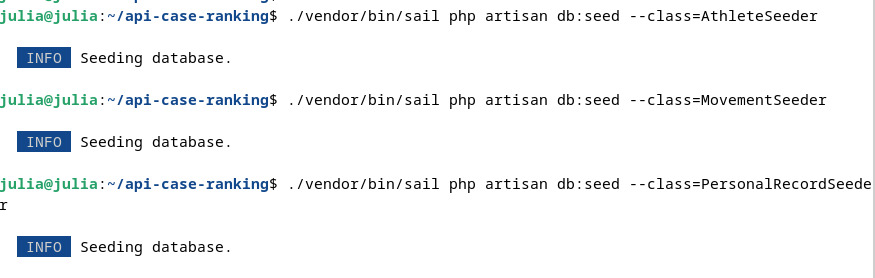 julia@julia:~/api-case-ranking$ ./vendor/bin/sail php artisan db:seed --class=AthleteSeeder
INFO Seeding database.
julia@julia:~/api-case-ranking$ ./vendor/bin/sail php artisan db:seed --class=MovementSeeder
INFO Seeding database.
julia@julia:~/api-case-ranking$ ./vendor/bin/sail php artisan db:seed --class=PersonalRecordSeede
r
INFO Seeding database.